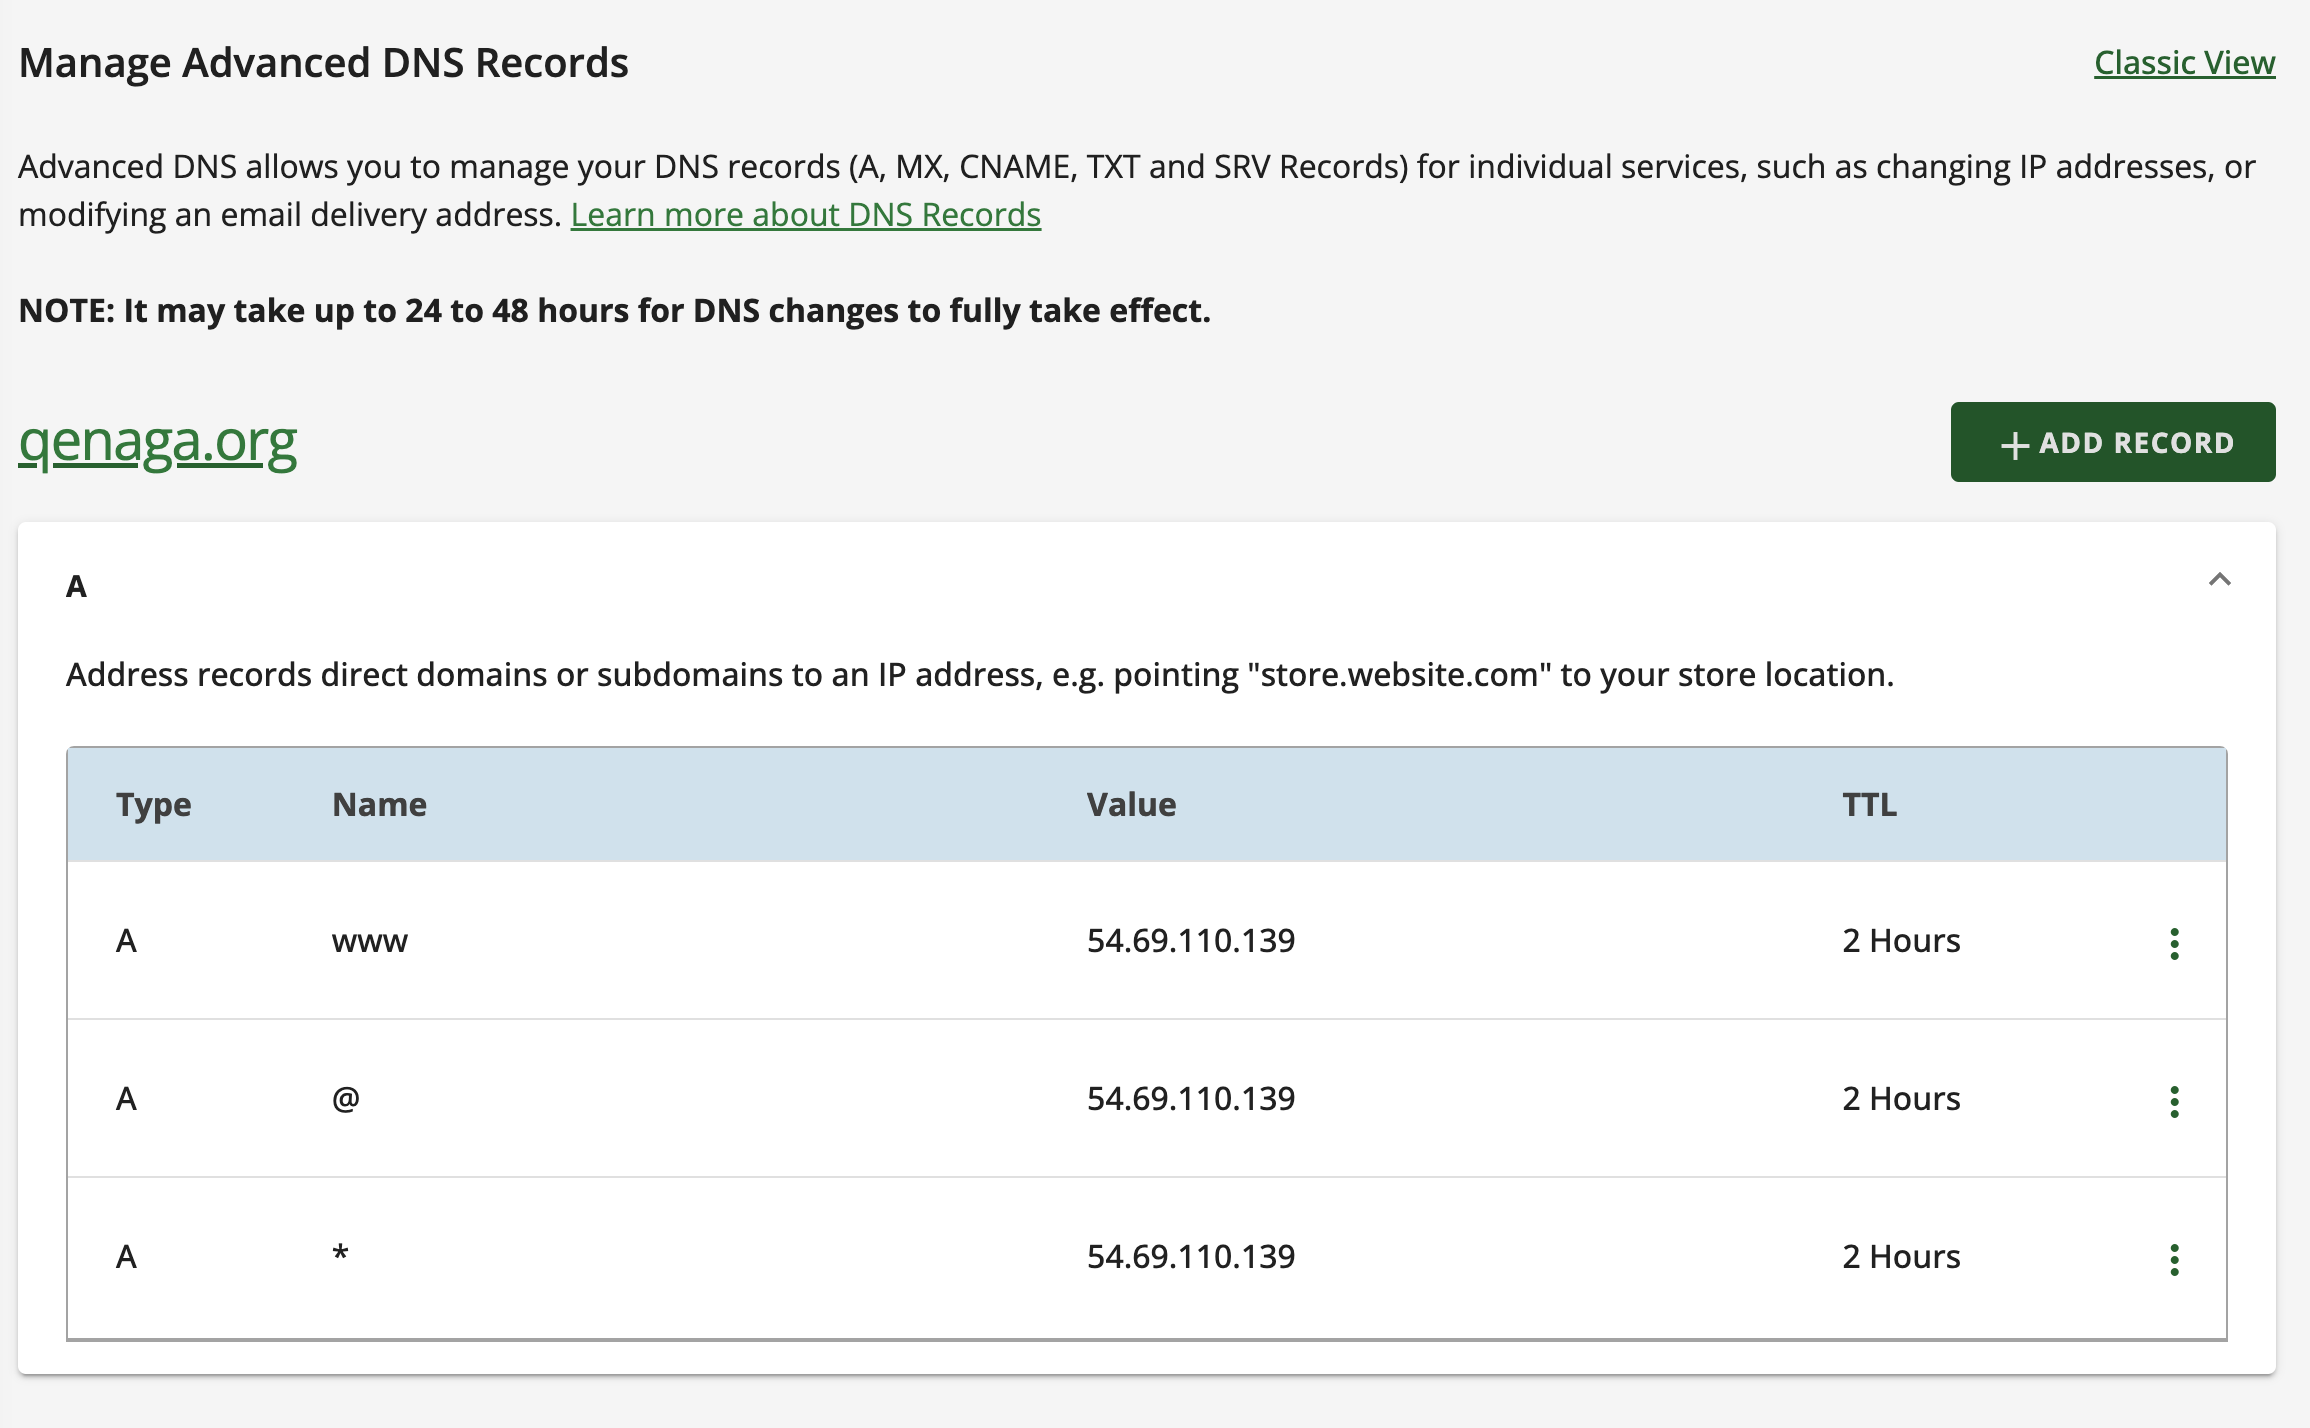 Manage Advanced DNS Records
Classic View
Advanced DNS allows you to manage your DNS records (A, MX, CNAME, TXT and SRV Records) for individual services, such as changing IP addresses, or
modifying an email delivery address. Learn more about DNS Records
NOTE: It may take up to 24 to 48 hours for DNS changes to fully take effect.
qenaga.org
+ ADD RECORD
A
Address records direct domains or subdomains to an IP address, e.g. pointing "store.website.com" to your store location.
Type Name Value TTL
A www 54.69.110.139 2 Hours
A @ 54.69.110.139 2 Hours
A * 54.69.110.139 2 Hours